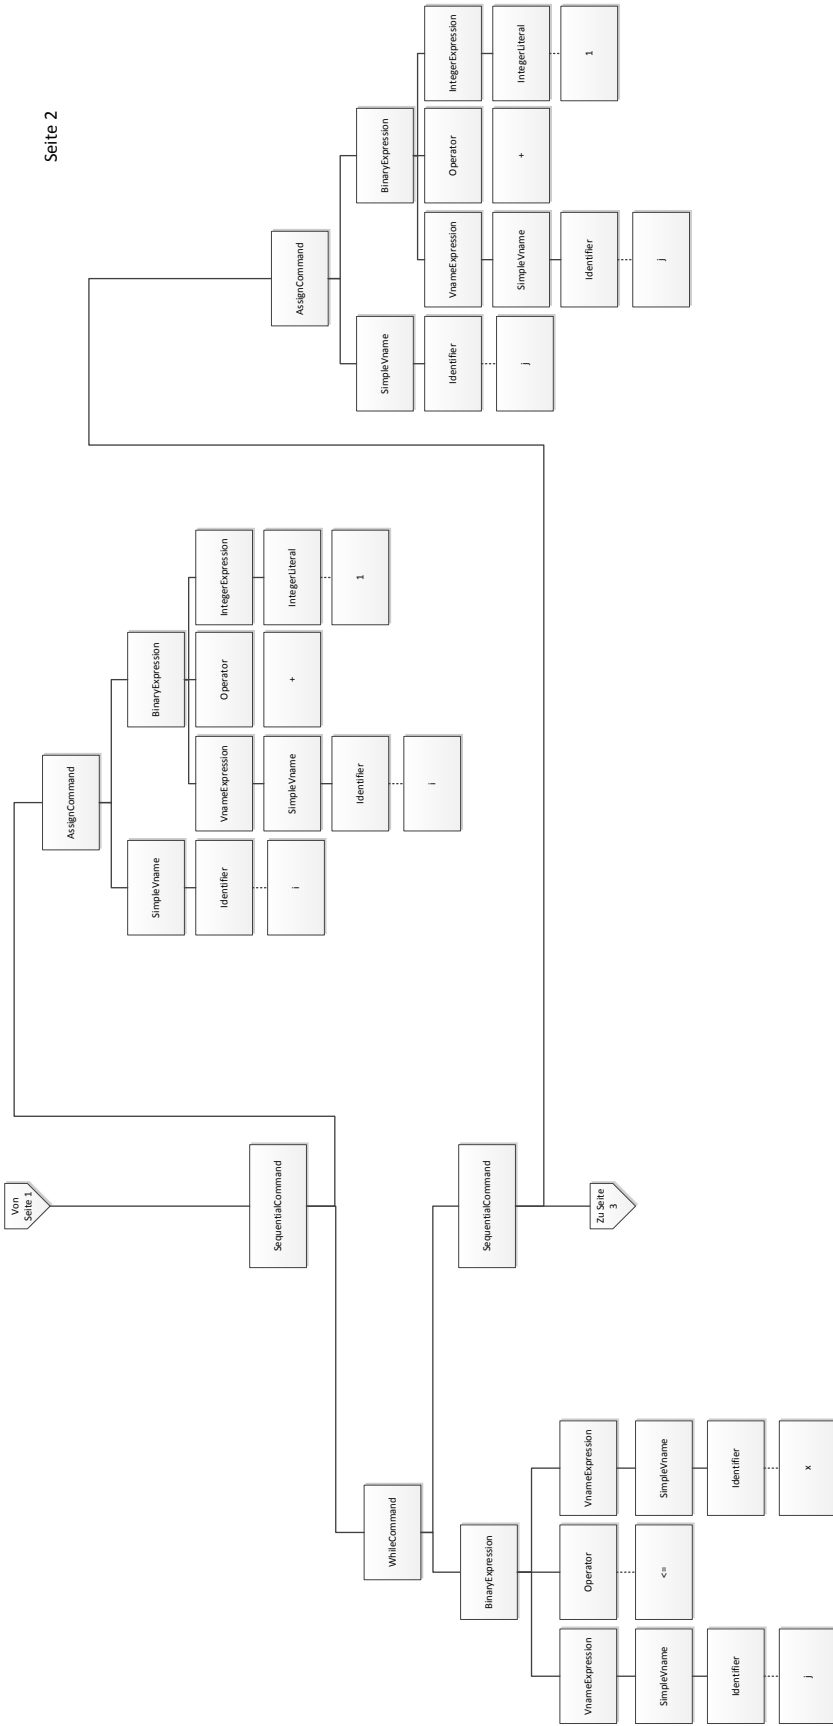 Von
Seite 1
Seite 2
AssignCommand
SimpleVname
BinaryExpression
Identifier
VnameExpression
Operator
IntegerExpression
SequentialCommand
i
SimpleVname
+
IntegerLiteral
AssignCommand
Identifier
1
WhileCommand
SimpleVname
BinaryExpression
i
Identifier
VnameExpression
Operator
IntegerExpression
BinaryExpression
SequentialCommand
j
SimpleVname
+
IntegerLiteral
VnameExpression
Operator
VnameExpression
Zu Seite
3
Identifier
1
SimpleVname
<=
SimpleVname
j
Identifier
Identifier
j
x